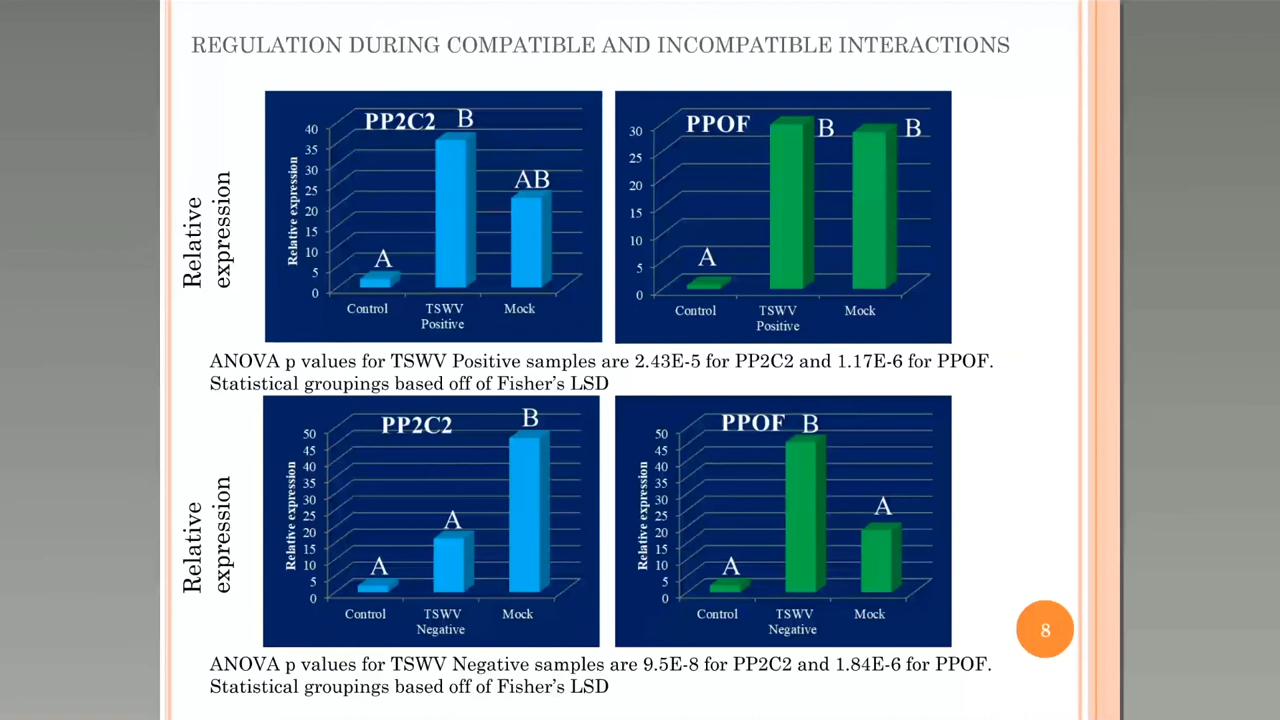 REGULATION DURING COMPATIBLE AND INCOMPATIBLE INTERACTIONS
Relative
expression
PP2C2
B
AB
A
Relative expression
40
35
30
25
20
15
10
5
0
Control
TSWV
Positive
Mock
PPOF
B
B
A
30
25
20
15
10
5
0
Control
TSWV
Positive
Mock
ANOVA p values for TSWV Positive samples are 2.43E-5 for PP2C2 and 1.17E-6 for PPOF.
Statistical groupings based off of Fisher's LSD
Relative
expression
PP2C2
B
A
A
Relative expression
50
45
40
35
30
25
20
15
10
5
0
Control
TSWV
Negative
Mock
PPOF
B
A
A
Relative expression
50
45
40
35
30
25
20
15
10
5
0
Control
TSWV
Negative
Mock
8
ANOVA p values for TSWV Negative samples are 9.5E-8 for PP2C2 and 1.84E-6 for PPOF.
Statistical groupings based off of Fisher's LSD